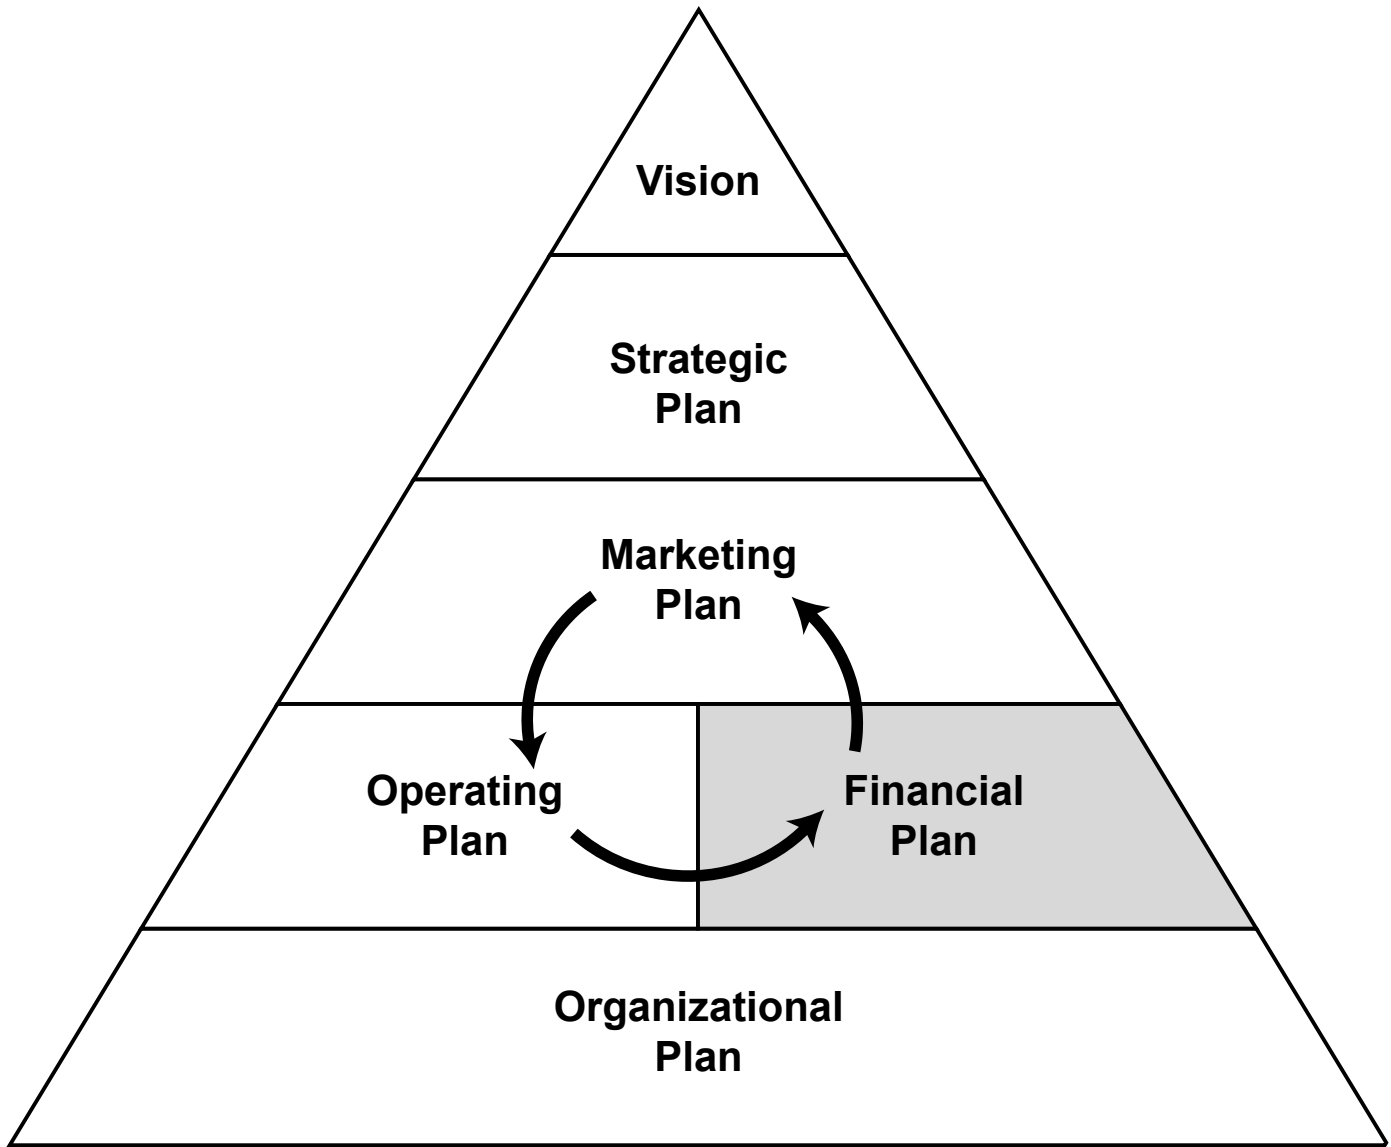 Vision
Strategic
Plan
Marketing
Plan
Operating
Plan
Financial
Plan
Organizational
Plan